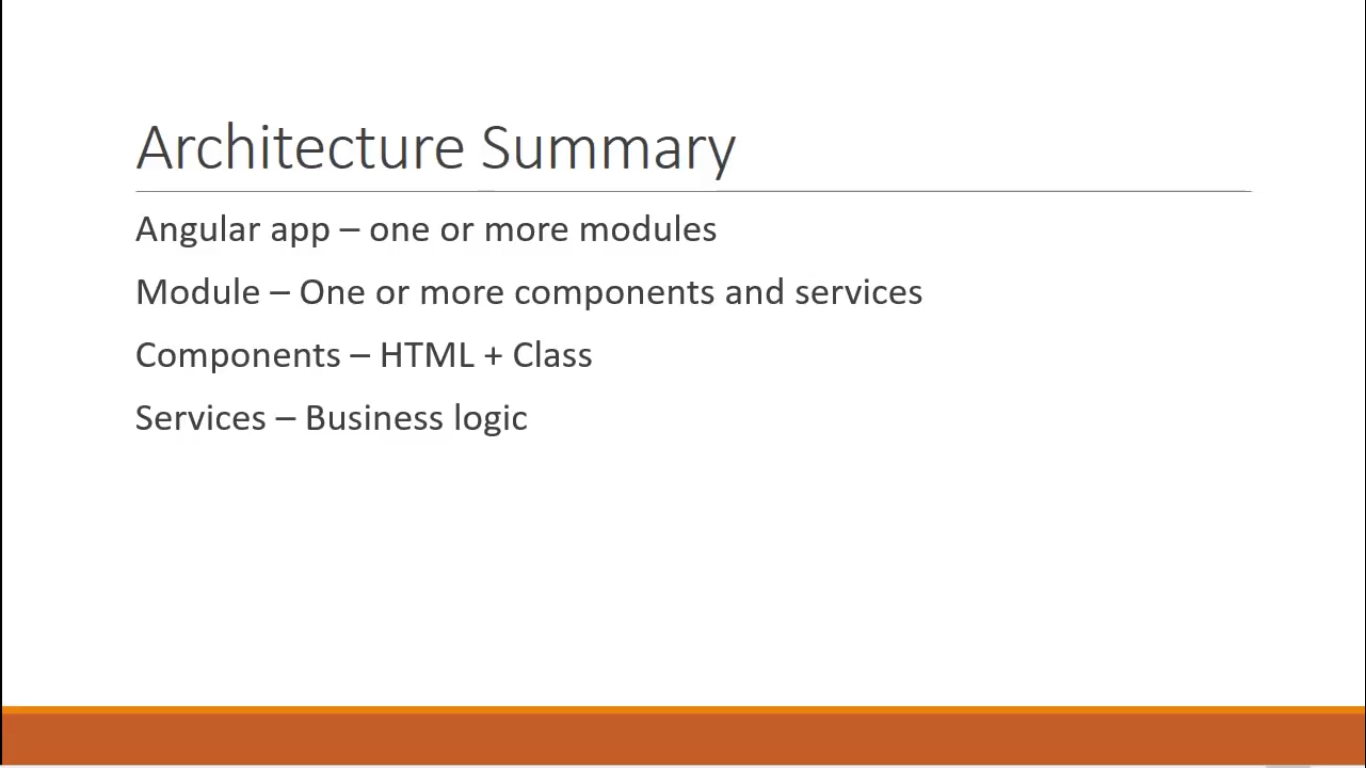 Architecture Summary
Angular app – one or more modules
Module – One or more components and services
Components – HTML + Class
Services – Business logic